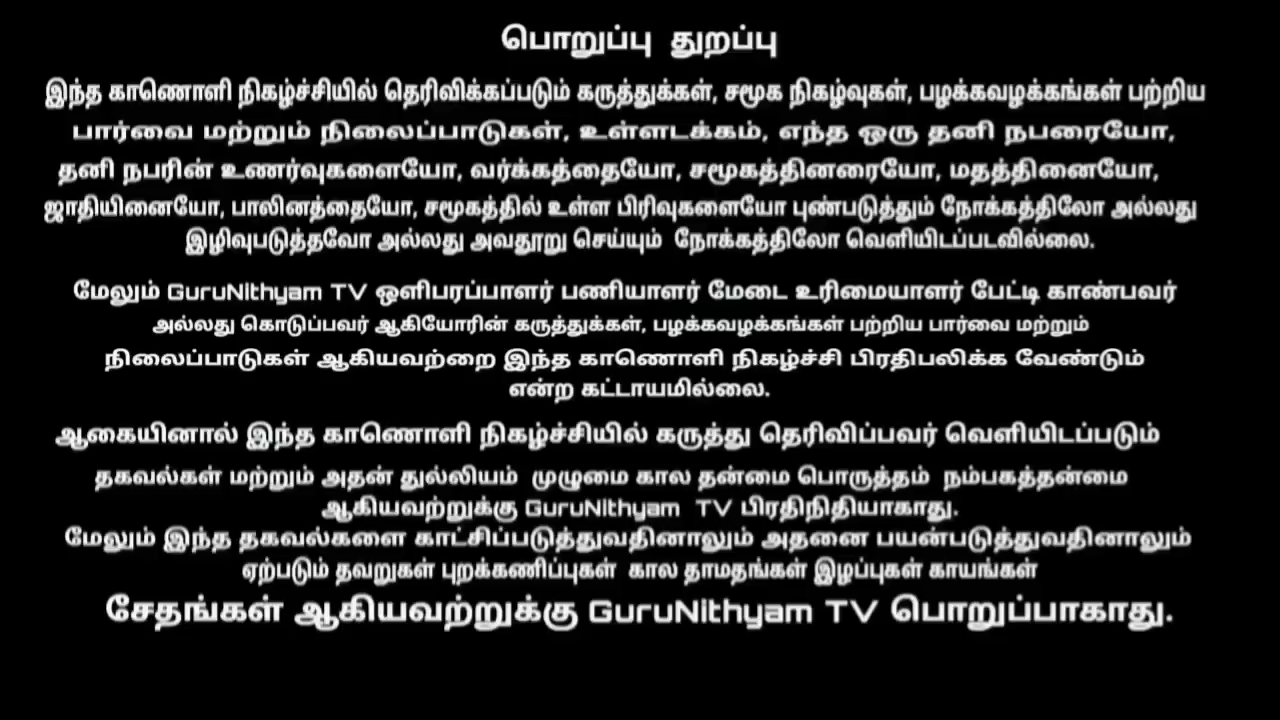 பொறுப்பு துறப்பு
இந்த காணொளி நிகழ்ச்சியில் தெரிவிக்கப்படும் கருத்துக்கள், சமூக நிகழ்வுகள், பழக்கவழக்கங்கள் பற்றிய
பார்வை மற்றும் நிலைப்பாடுகள், உள்ளடக்கம், எந்த ஒரு தனி நபரையோ,
தனி நபரின் உணர்வுகளையோ, வர்க்கத்தையோ, சமூகத்தினரையோ, மதத்தினையோ,
ஜாதியினையோ, பாலினத்தையோ, சமூகத்தில் உள்ள பிரிவுகளையோ புண்படுத்தும் நோக்கத்திலோ அல்லது
இழிவுபடுத்தவோ அல்லது அவதூறு செய்யும் நோக்கத்திலோ வெளியிடப்படவில்லை.
மேலும் GuruNithyam TV ஒளிபரப்பாளர் பணியாளர் மேடை உரிமையாளர் பேட்டி காண்பவர்
அல்லது கொடுப்பவர் ஆகியோரின் கருத்துக்கள், பழக்கவழக்கங்கள் பற்றிய பார்வை மற்றும்
நிலைப்பாடுகள் ஆகியவற்றை இந்த காணொளி நிகழ்ச்சி பிரதிபலிக்க வேண்டும்
என்ற கட்டாயமில்லை.
ஆகையினால் இந்த காணொளி நிகழ்ச்சியில் கருத்து தெரிவிப்பவர் வெளியிடப்படும்
தகவல்கள் மற்றும் அதன் துல்லியம் முழுமை கால தன்மை பொருத்தம் நம்பகத்தன்மை
ஆகியவற்றுக்கு GuruNithyam TV பிரதிநிதியாகாது.
மேலும் இந்த தகவல்களை காட்சிப்படுத்துவதினாலும் அதனை பயன்படுத்துவதினாலும்
ஏற்படும் தவறுகள் புறக்கணிப்புகள் கால தாமதங்கள் இழப்புகள் காயங்கள்
சேதங்கள் ஆகியவற்றுக்கு GuruNithyam TV பொறுப்பாகாது.